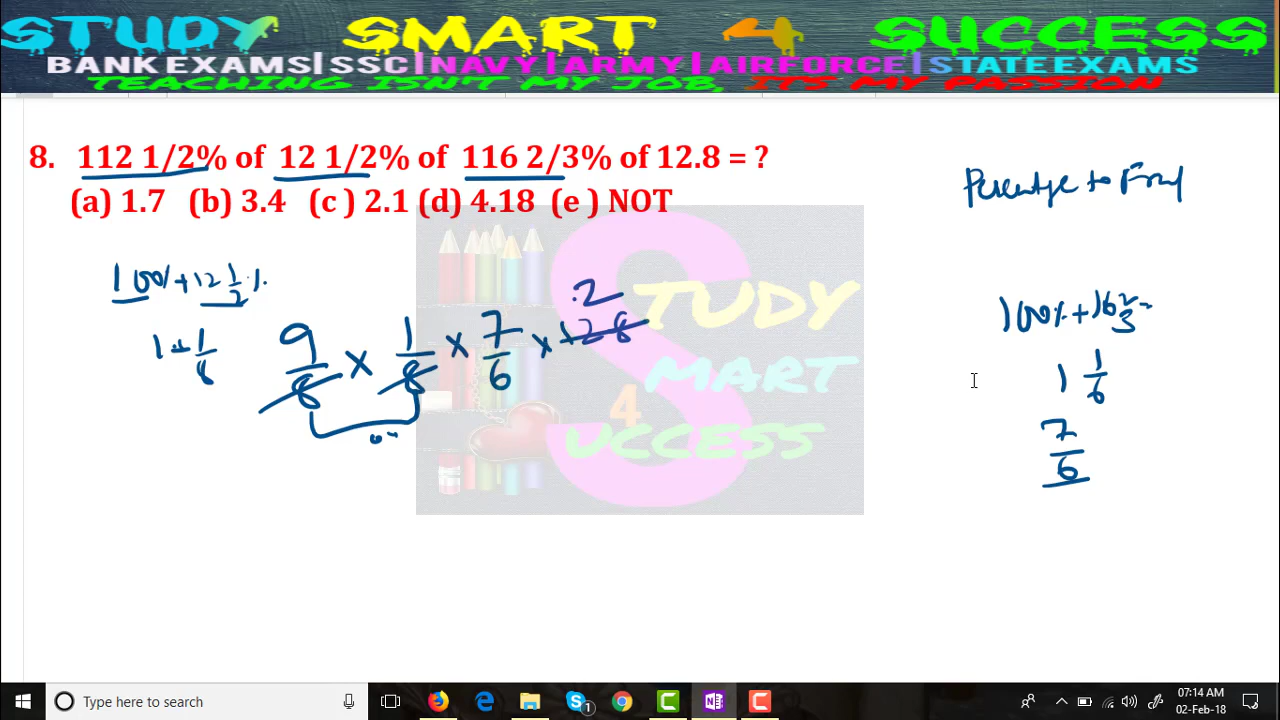 STUDY SMART 4 SUCCESS
BANK EXAMS|SSC|NAVY|ARMY|AIRFORCE|STATE EXAMS
TEACHING ISN'T MY JOB, IT'S MY PASSION
8. 112 1/2% of 12 1/2% of 116 2/3% of 12.8 = ?
(a) 1.7 (b) 3.4 (c ) 2.1 (d) 4.18 (e ) NOT
Percentage to
100% + 12 1/2 %
1 + 1/8
9/8 × 1/8 × 7/6 × 12.8
.2
64
100% + 16 2/3
1 1/6
7/6
STUDY
SMART
4
SUCCESS
Type here to search
1
07:14 AM
02-Feb-18